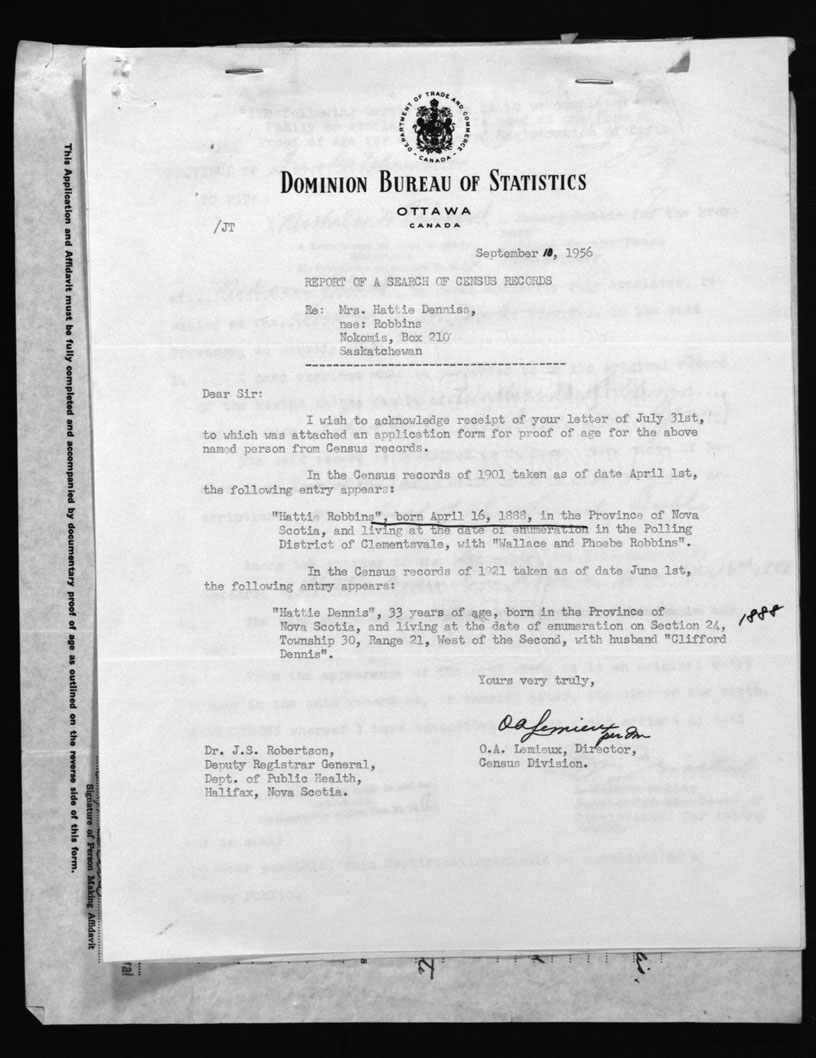 DEPARTMENT OF TRADE AND COMMERCE
- CANADA -
DOMINION BUREAU OF STATISTICS
OTTAWA
CANADA
/JT
September 10, 1956
REPORT OF A SEARCH OF CENSUS RECORDS
Re: Mrs. Hattie Denniss,
nee: Robbins
Nokomis, Box 210
Saskatchewan
Dear Sir:
I wish to acknowledge receipt of your letter of July 31st,
to which was attached an application form for proof of age for the above
named person from Census records.
In the Census records of 1901 taken as of date April 1st,
the following entry appears:
"Hattie Robbins", born April 16, 1888, in the Province of Nova
Scotia, and living at the date of enumeration in the Polling
District of Clementsvale, with "Wallace and Phoebe Robbins".
In the Census records of 1921 taken as of date June 1st,
the following entry appears:
"Hattie Dennis", 33 years of age, born in the Province of
Nova Scotia, and living at the date of enumeration on Section 24,
Township 30, Range 21, West of the Second, with husband "Clifford
Dennis".
1888
Yours very truly,
OA Lemieux
per
O.A. Lemieux, Director,
Census Division.
Dr. J.S. Robertson,
Deputy Registrar General,
Dept. of Public Health,
Halifax, Nova Scotia.
This Application and Affidavit must be fully completed and accompanied by documentary proof of age as outlined on the reverse side of this form.
Signature of Person Making Affidavit